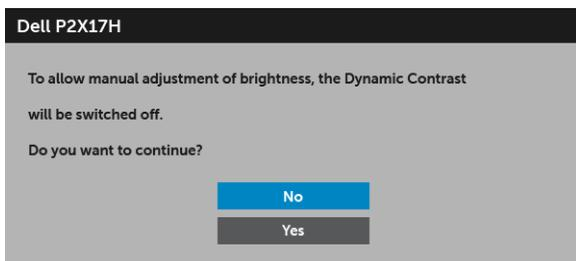 Dell P2X17H
To allow manual adjustment of brightness, the Dynamic Contrast
will be switched off.
Do you want to continue?
No
Yes